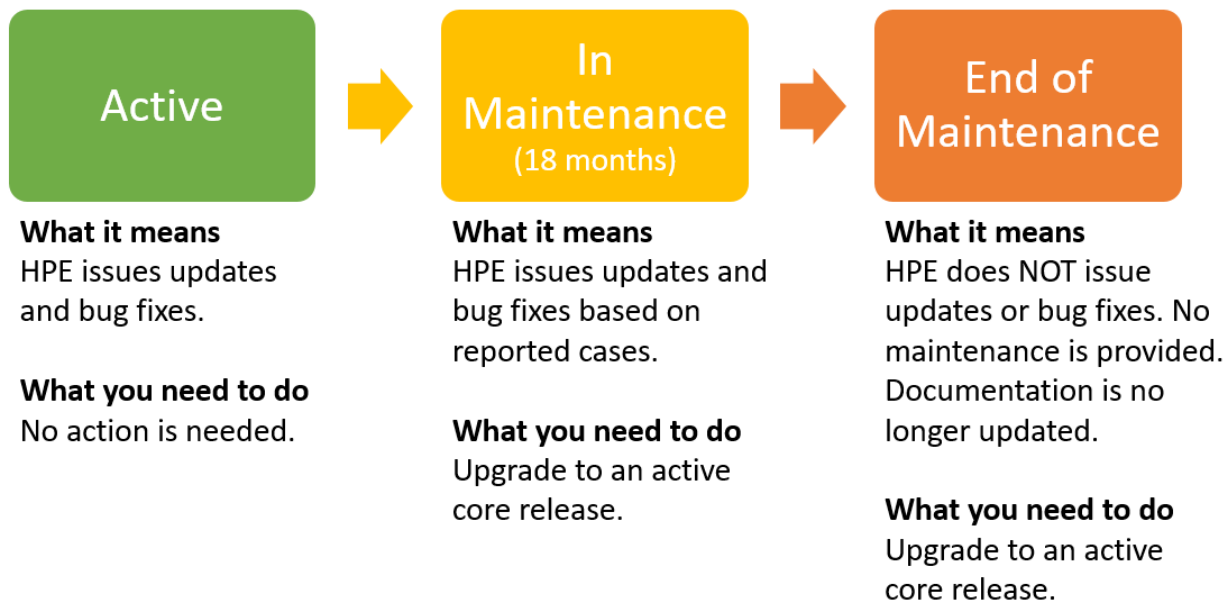 Active
What it means
HPE issues updates
and bug fixes.
What you need to do
No action is needed.
In
Maintenance
(18 months)
What it means
HPE issues updates and
bug fixes based on
reported cases.
What you need to do
Upgrade to an active
core release.
End of
Maintenance
What it means
HPE does NOT issue
updates or bug fixes. No
maintenance is provided.
Documentation is no
longer updated.
What you need to do
Upgrade to an active
core release.